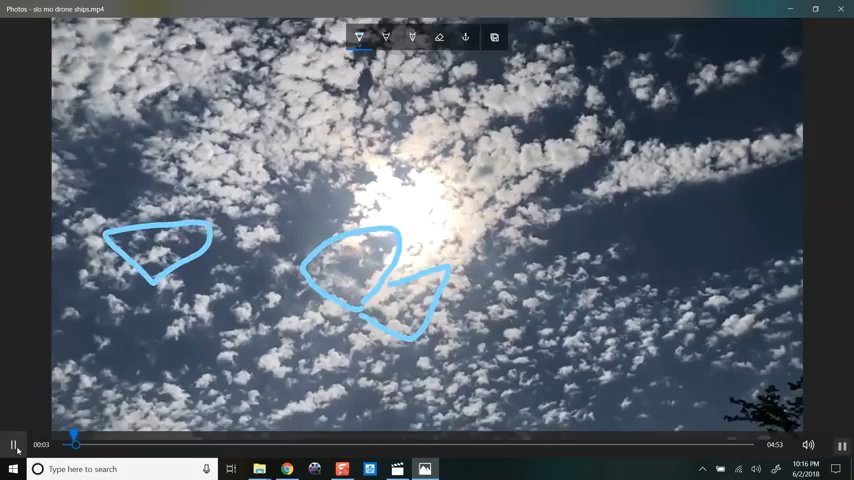 Photos - slo mo drone ships.mp4
00:03
04:53
Type here to search
10:16 PM
6/2/2018